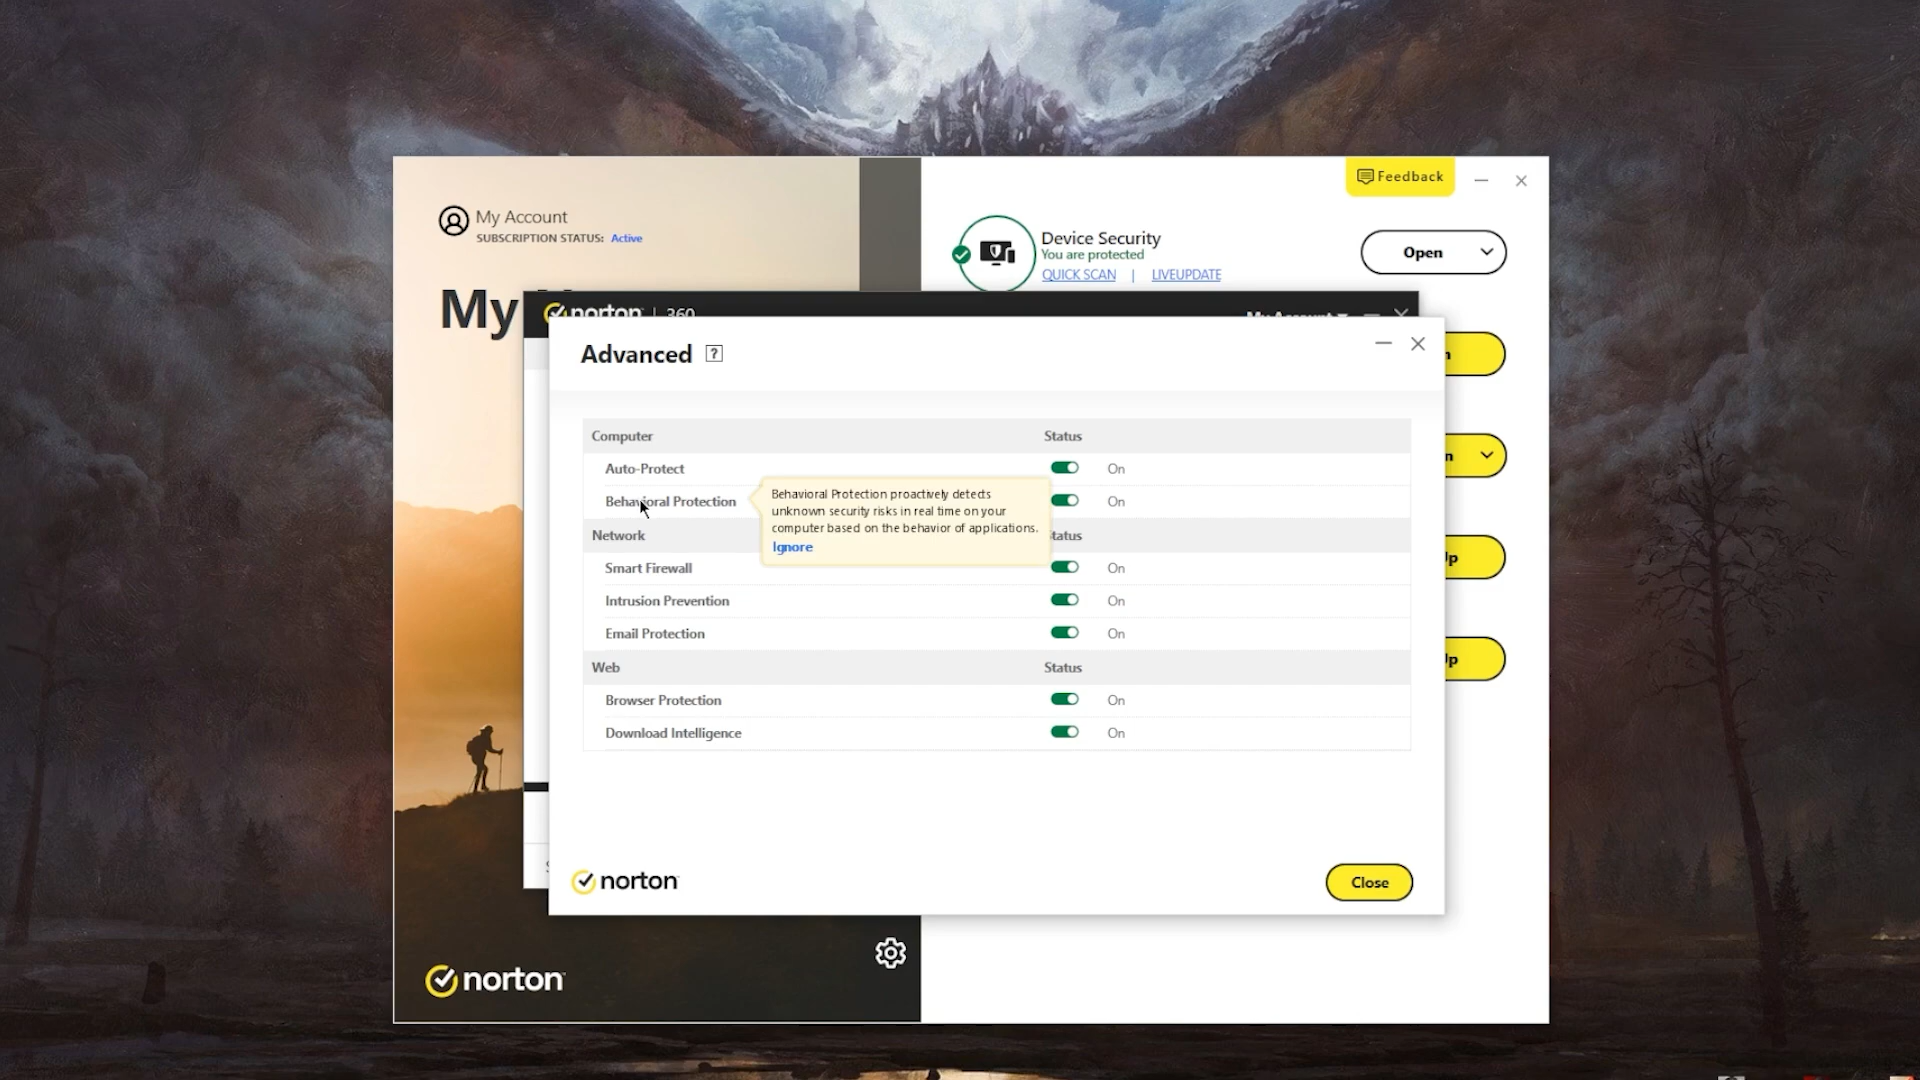 Feedback
My Account
SUBSCRIPTION STATUS: Active
Device Security
You are protected
QUICK SCAN | LIVEUPDATE
Open
My
norton | 360
My Account
Advanced ?
Computer Status
Auto-Protect On
Behavioral Protection On
Behavioral Protection proactively detects
unknown security risks in real time on your
computer based on the behavior of applications.
Ignore
Network
Smart Firewall On
Intrusion Prevention On
Email Protection On
Web Status
Browser Protection On
Download Intelligence On
norton
Close
norton